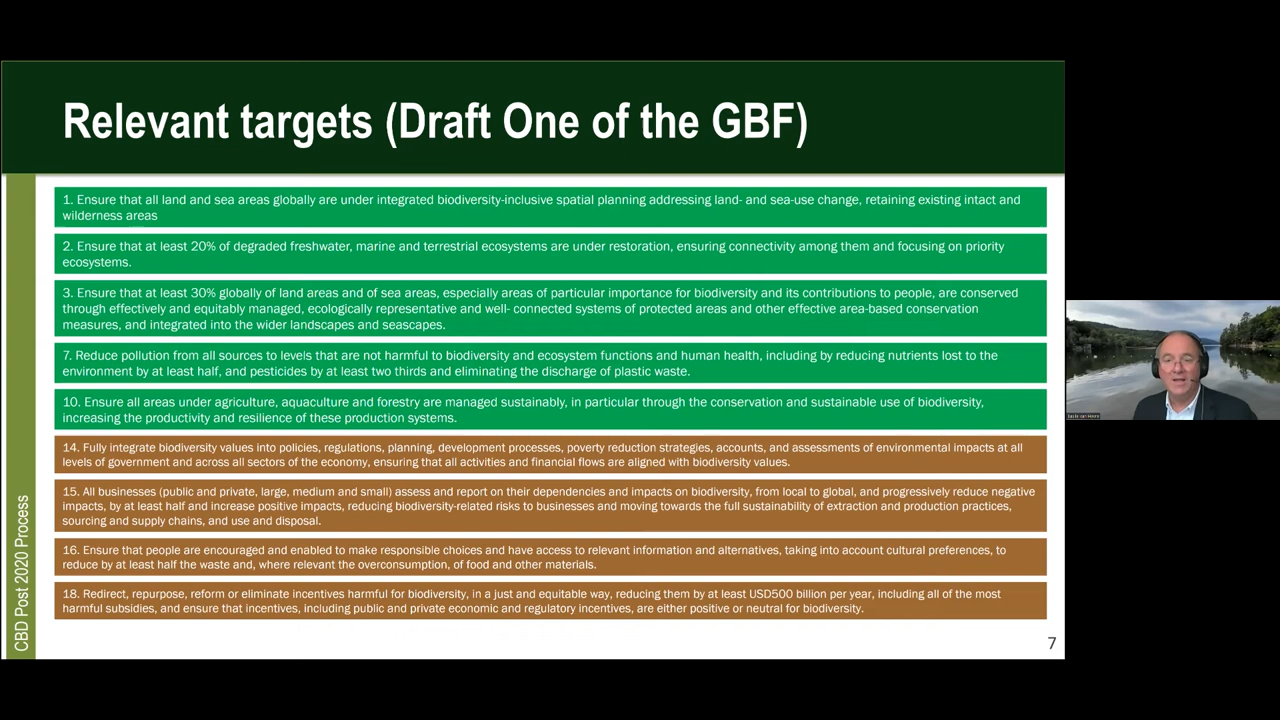 Relevant targets (Draft One of the GBF)
1. Ensure that all land and sea areas globally are under integrated biodiversity-inclusive spatial planning addressing land- and sea-use change, retaining existing intact and
wilderness areas
2. Ensure that at least 20% of degraded freshwater, marine and terrestrial ecosystems are under restoration, ensuring connectivity among them and focusing on priority
ecosystems.
3. Ensure that at least 30% globally of land areas and of sea areas, especially areas of particular importance for biodiversity and its contributions to people, are conserved
through effectively and equitably managed, ecologically representative and well- connected systems of protected areas and other effective area-based conservation
measures, and integrated into the wider landscapes and seascapes.
7. Reduce pollution from all sources to levels that are not harmful to biodiversity and ecosystem functions and human health, including by reducing nutrients lost to the
environment by at least half, and pesticides by at least two thirds and eliminating the discharge of plastic waste.
10. Ensure all areas under agriculture, aquaculture and forestry are managed sustainably, in particular through the conservation and sustainable use of biodiversity,
increasing the productivity and resilience of these production systems.
14. Fully integrate biodiversity values into policies, regulations, planning, development processes, poverty reduction strategies, accounts, and assessments of environmental impacts at all
levels of government and across all sectors of the economy, ensuring that all activities and financial flows are aligned with biodiversity values.
15. All businesses (public and private, large, medium and small) assess and report on their dependencies and impacts on biodiversity, from local to global, and progressively reduce negative
impacts, by at least half and increase positive impacts, reducing biodiversity-related risks to businesses and moving towards the full sustainability of extraction and production practices,
sourcing and supply chains, and use and disposal.
16. Ensure that people are encouraged and enabled to make responsible choices and have access to relevant information and alternatives, taking into account cultural preferences, to
reduce by at least half the waste and, where relevant the overconsumption, of food and other materials.
18. Redirect, repurpose, reform or eliminate incentives harmful for biodiversity, in a just and equitable way, reducing them by at least USD500 billion per year, including all of the most
harmful subsidies, and ensure that incentives, including public and private economic and regulatory incentives, are either positive or neutral for biodiversity.
CBD Post 2020 Process
7